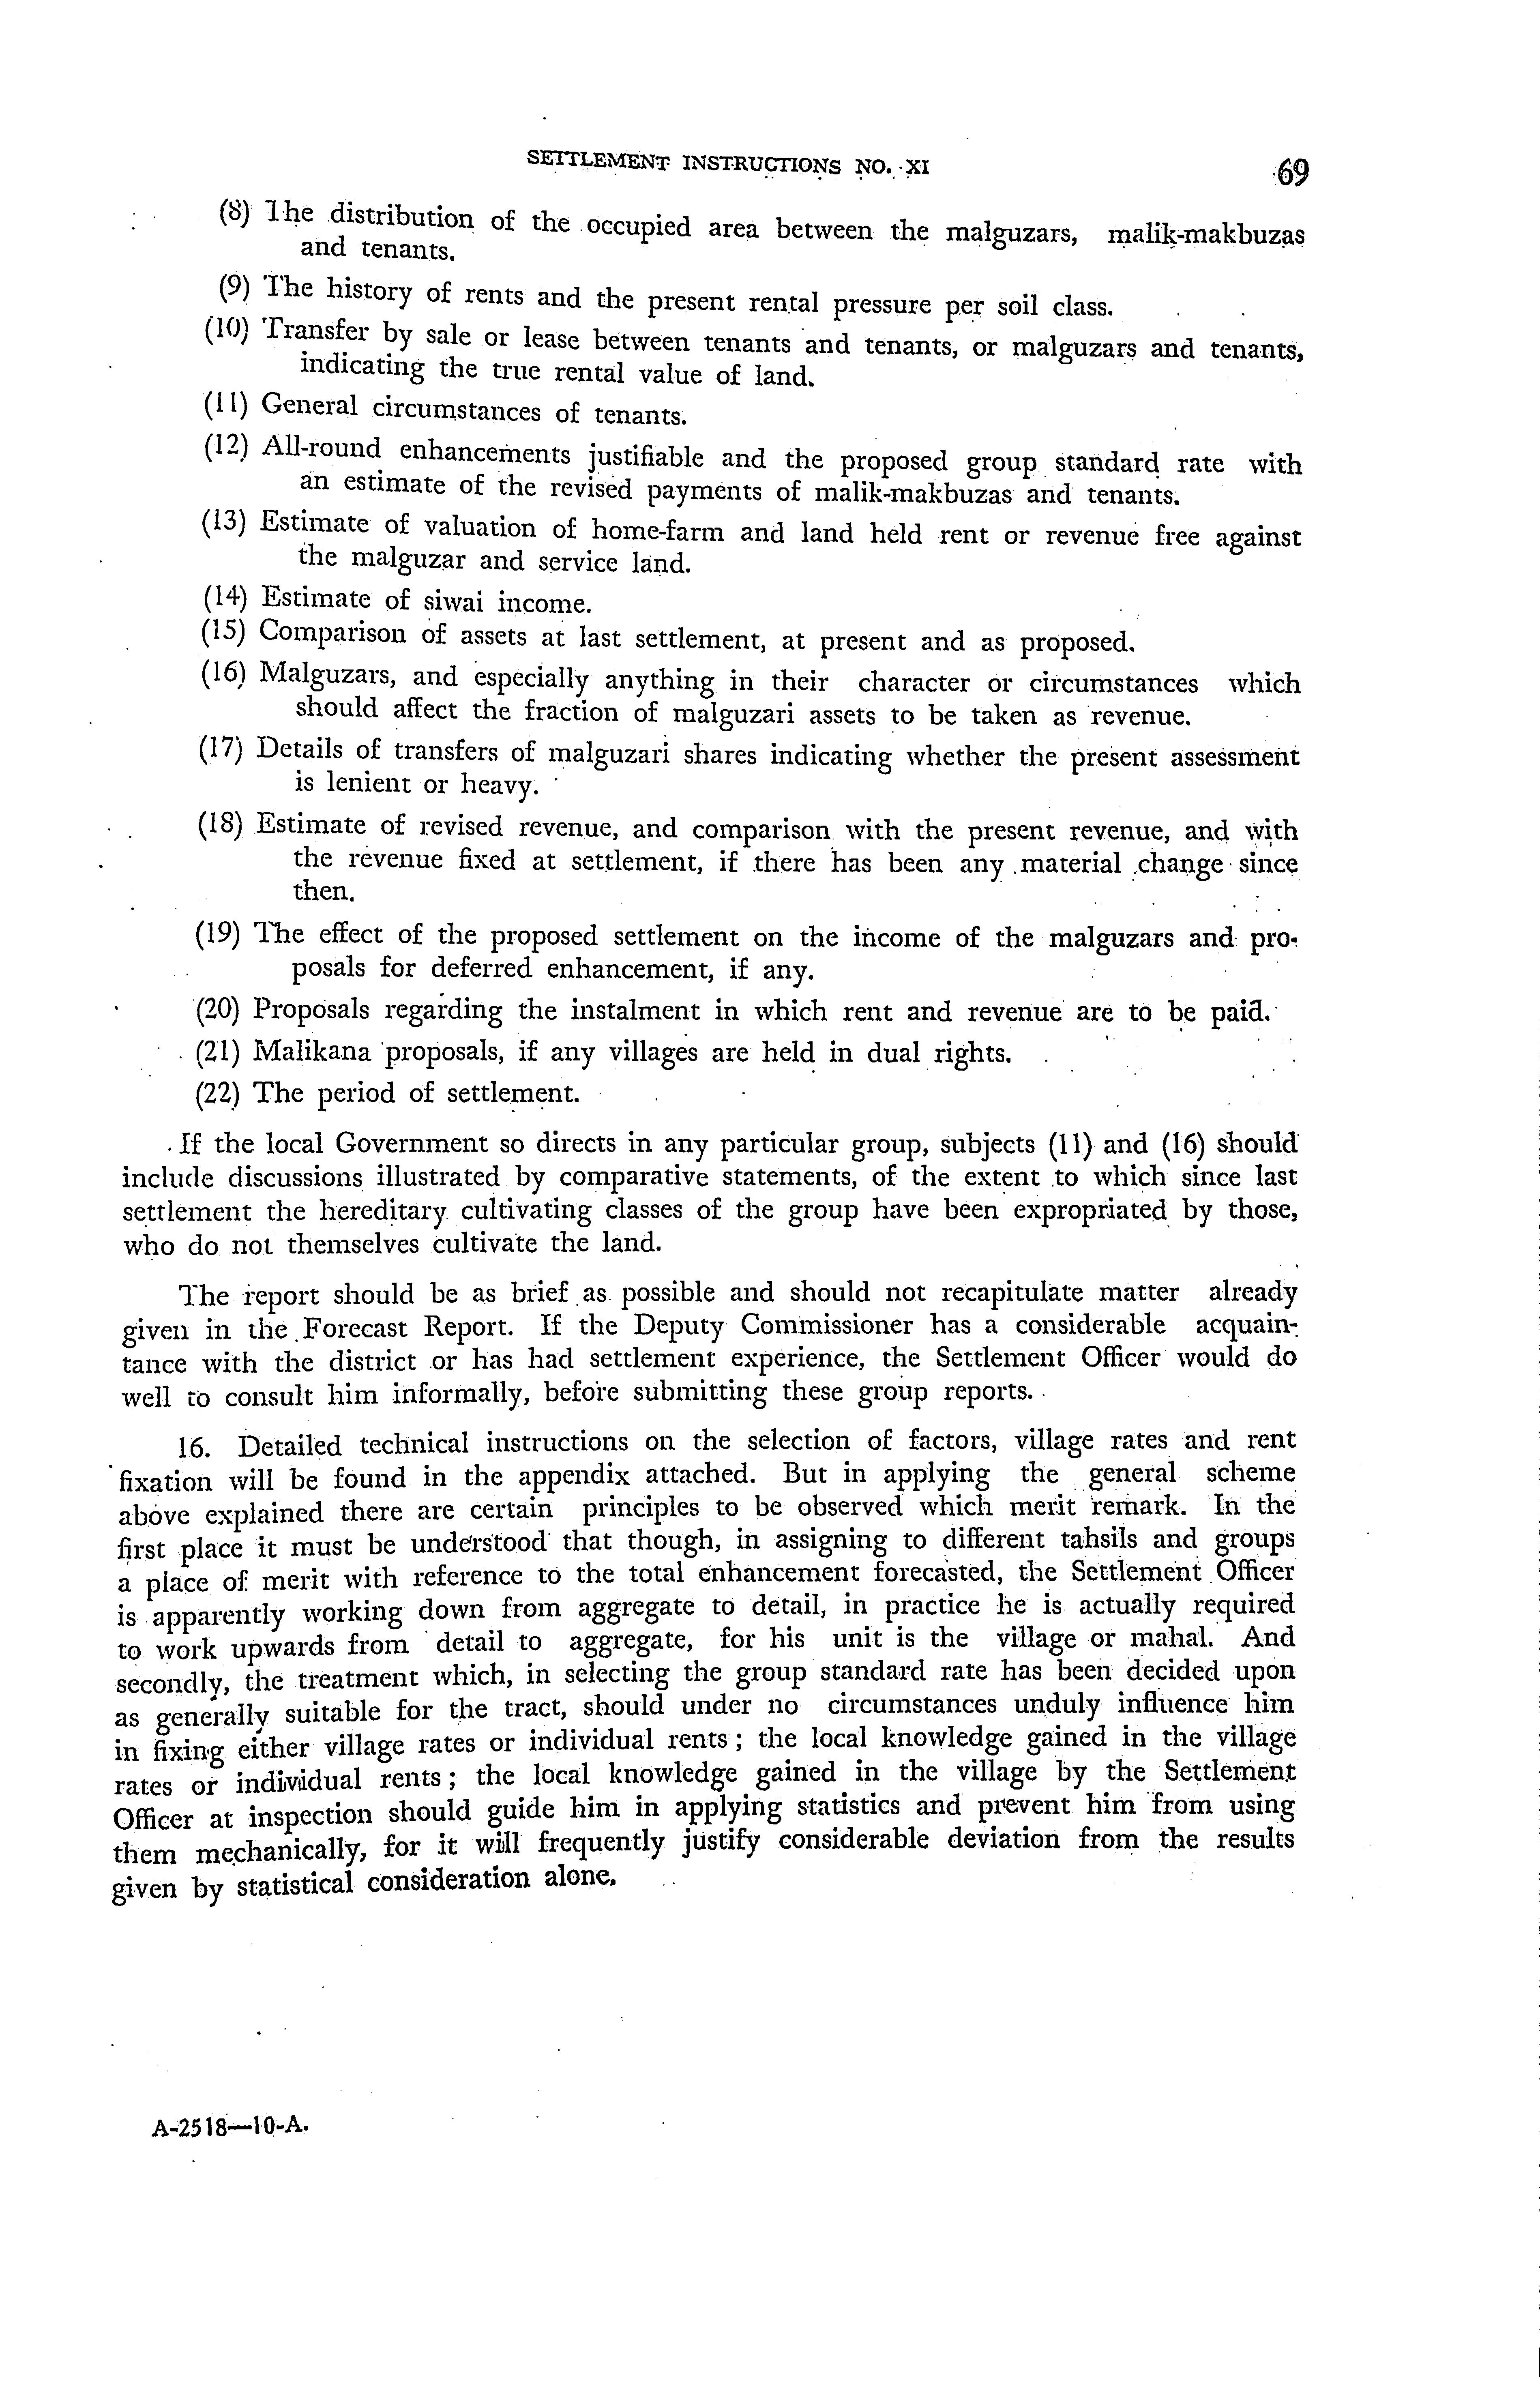 SETTLEMENT INSTRUCTIONS NO. XI
69
(8) The distribution of the occupied area between the malguzars, malik-makbuzas
and tenants.
(9) The history of rents and the present rental pressure per soil class.
(10) Transfer by sale or lease between tenants and tenants, or malguzars and tenants,
indicating the true rental value of land.
(11) General circumstances of tenants.
(12) All-round enhancements justifiable and the proposed group standard rate with
an estimate of the revised payments of malik-makbuzas and tenants.
(13) Estimate of valuation of home-farm and land held rent or revenue free against
the malguzar and service land.
(14) Estimate of siwai income.
(15) Comparison of assets at last settlement, at present and as proposed.
(16) Malguzars, and especially anything in their character or circumstances which
should affect the fraction of malguzari assets to be taken as revenue.
(17) Details of transfers of malguzari shares indicating whether the present assessment
is lenient or heavy.
(18) Estimate of revised revenue, and comparison with the present revenue, and with
the revenue fixed at settlement, if there has been any material change since
then.
(19) The effect of the proposed settlement on the income of the malguzars and pro-
posals for deferred enhancement, if any.
(20) Proposals regarding the instalment in which rent and revenue are to be paid.
(21) Malikana proposals, if any villages are held in dual rights.
(22) The period of settlement.
If the local Government so directs in any particular group, subjects (11) and (16) should
include discussions illustrated by comparative statements, of the extent to which since last
settlement the hereditary cultivating classes of the group have been expropriated by those,
who do not themselves cultivate the land.
The report should be as brief as possible and should not recapitulate matter already
given in the Forecast Report. If the Deputy Commissioner has a considerable acquain-
tance with the district or has had settlement experience, the Settlement Officer would do
well to consult him informally, before submitting these group reports.
16. Detailed technical instructions on the selection of factors, village rates and rent
fixation will be found in the appendix attached. But in applying the general scheme
above explained there are certain principles to be observed which merit remark. In the
first place it must be understood that though, in assigning to different tahsils and groups
a place of merit with reference to the total enhancement forecasted, the Settlement Officer
is apparently working down from aggregate to detail, in practice he is actually required
to work upwards from detail to aggregate, for his unit is the village or mahal. And
secondly, the treatment which, in selecting the group standard rate has been decided upon
as generally suitable for the tract, should under no circumstances unduly influence him
in fixing either village rates or individual rents; the local knowledge gained in the village
rates or individual rents; the local knowledge gained in the village by the Settlement
Officer at inspection should guide him in applying statistics and prevent him from using
them mechanically, for it will frequently justify considerable deviation from the results
given by statistical consideration alone.
A-2518—10-A.